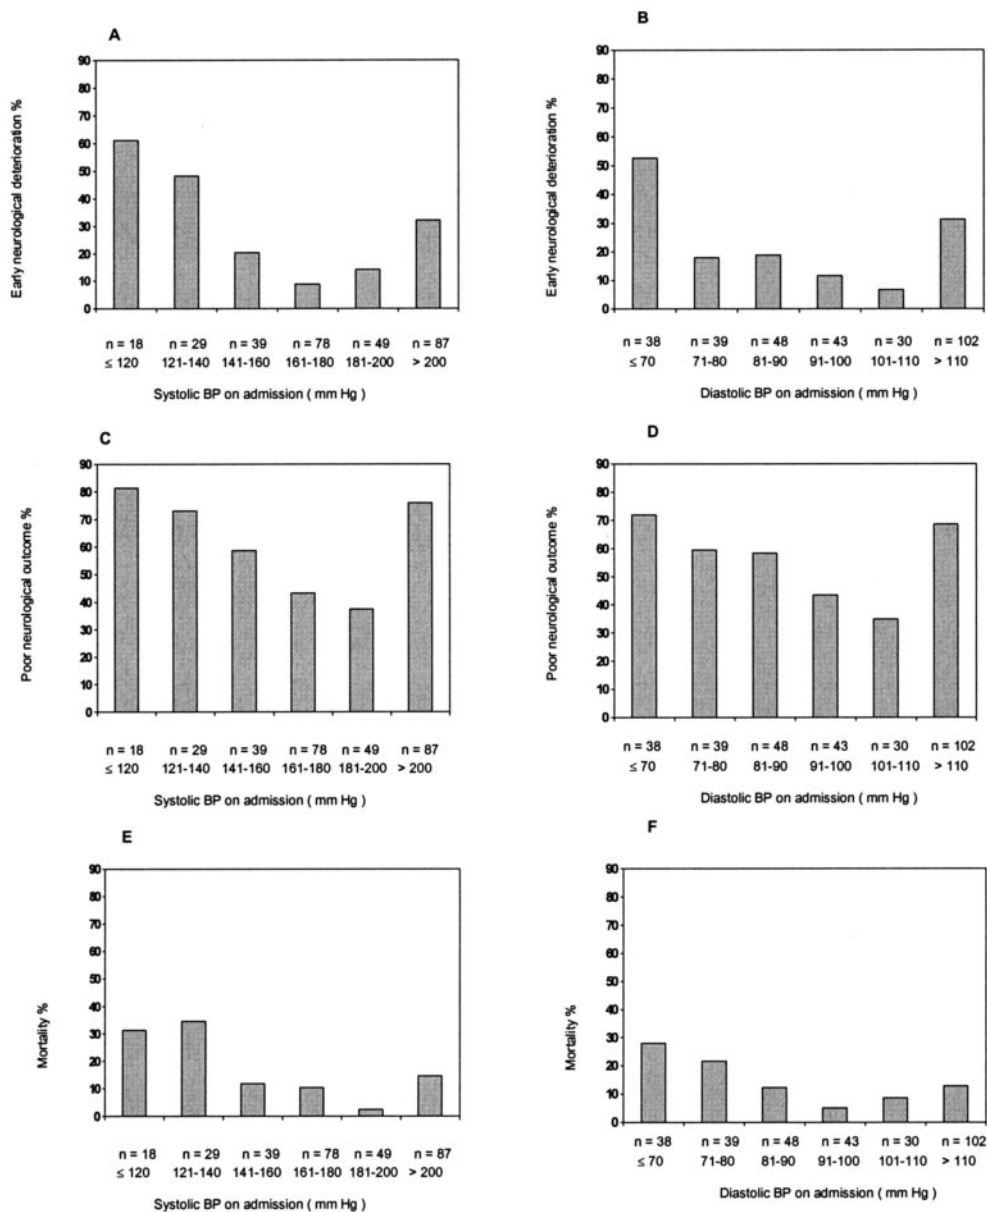 A
Early neurological deterioration %
90
80
70
60
50
40
30
20
10
0
n = 18 n = 29 n = 39 n = 78 n = 49 n = 87
≤ 120 121-140 141-160 161-180 181-200 > 200
Systolic BP on admission ( mm Hg )
B
Early neurological deterioration %
90
80
70
60
50
40
30
20
10
0
n = 38 n = 39 n = 48 n = 43 n = 30 n = 102
≤ 70 71-80 81-90 91-100 101-110 > 110
Diastolic BP on admission ( mm Hg )
C
Poor neurological outcome %
90
80
70
60
50
40
30
20
10
0
n = 18 n = 29 n = 39 n = 78 n = 49 n = 87
≤ 120 121-140 141-160 161-180 181-200 > 200
Systolic BP on admission ( mm Hg )
D
Poor neurological outcome %
90
80
70
60
50
40
30
20
10
0
n = 38 n = 39 n = 48 n = 43 n = 30 n = 102
≤ 70 71-80 81-90 91-100 101-110 > 110
Diastolic BP on admission ( mm Hg )
E
Mortality %
90
80
70
60
50
40
30
20
10
0
n = 18 n = 29 n = 39 n = 78 n = 49 n = 87
≤ 120 121-140 141-160 161-180 181-200 > 200
Systolic BP on admission ( mm Hg )
F
Mortality %
90
80
70
60
50
40
30
20
10
0
n = 38 n = 39 n = 48 n = 43 n = 30 n = 102
≤ 70 71-80 81-90 91-100 101-110 > 110
Diastolic BP on admission ( mm Hg )